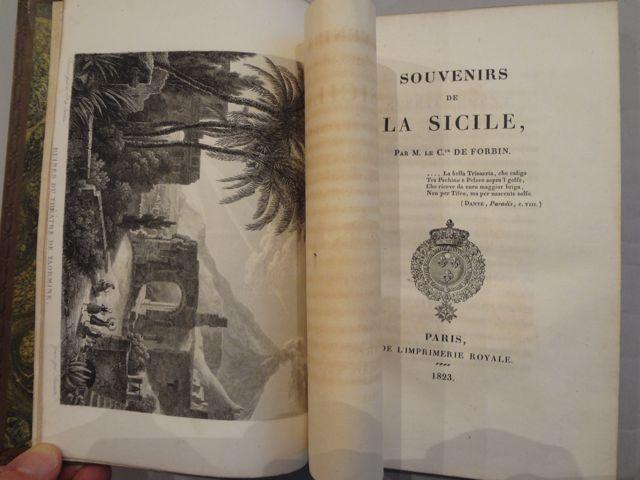 RUINES DU THÉATRE DE TAORMINE.
SOUVENIRS
DE
LA SICILE,
PAR M. LE C.TE DE FORBIN.
.... La bella Trinacria, che caliga
Tra Pachino e Peloro sopra'l golfo,
Che riceve da euro maggior briga,
Non per Tifeo, ma per nascente solfo.
(DANTE, Paradis, c. VIII.)
PARIS,
DE L'IMPRIMERIE ROYALE.
1823.